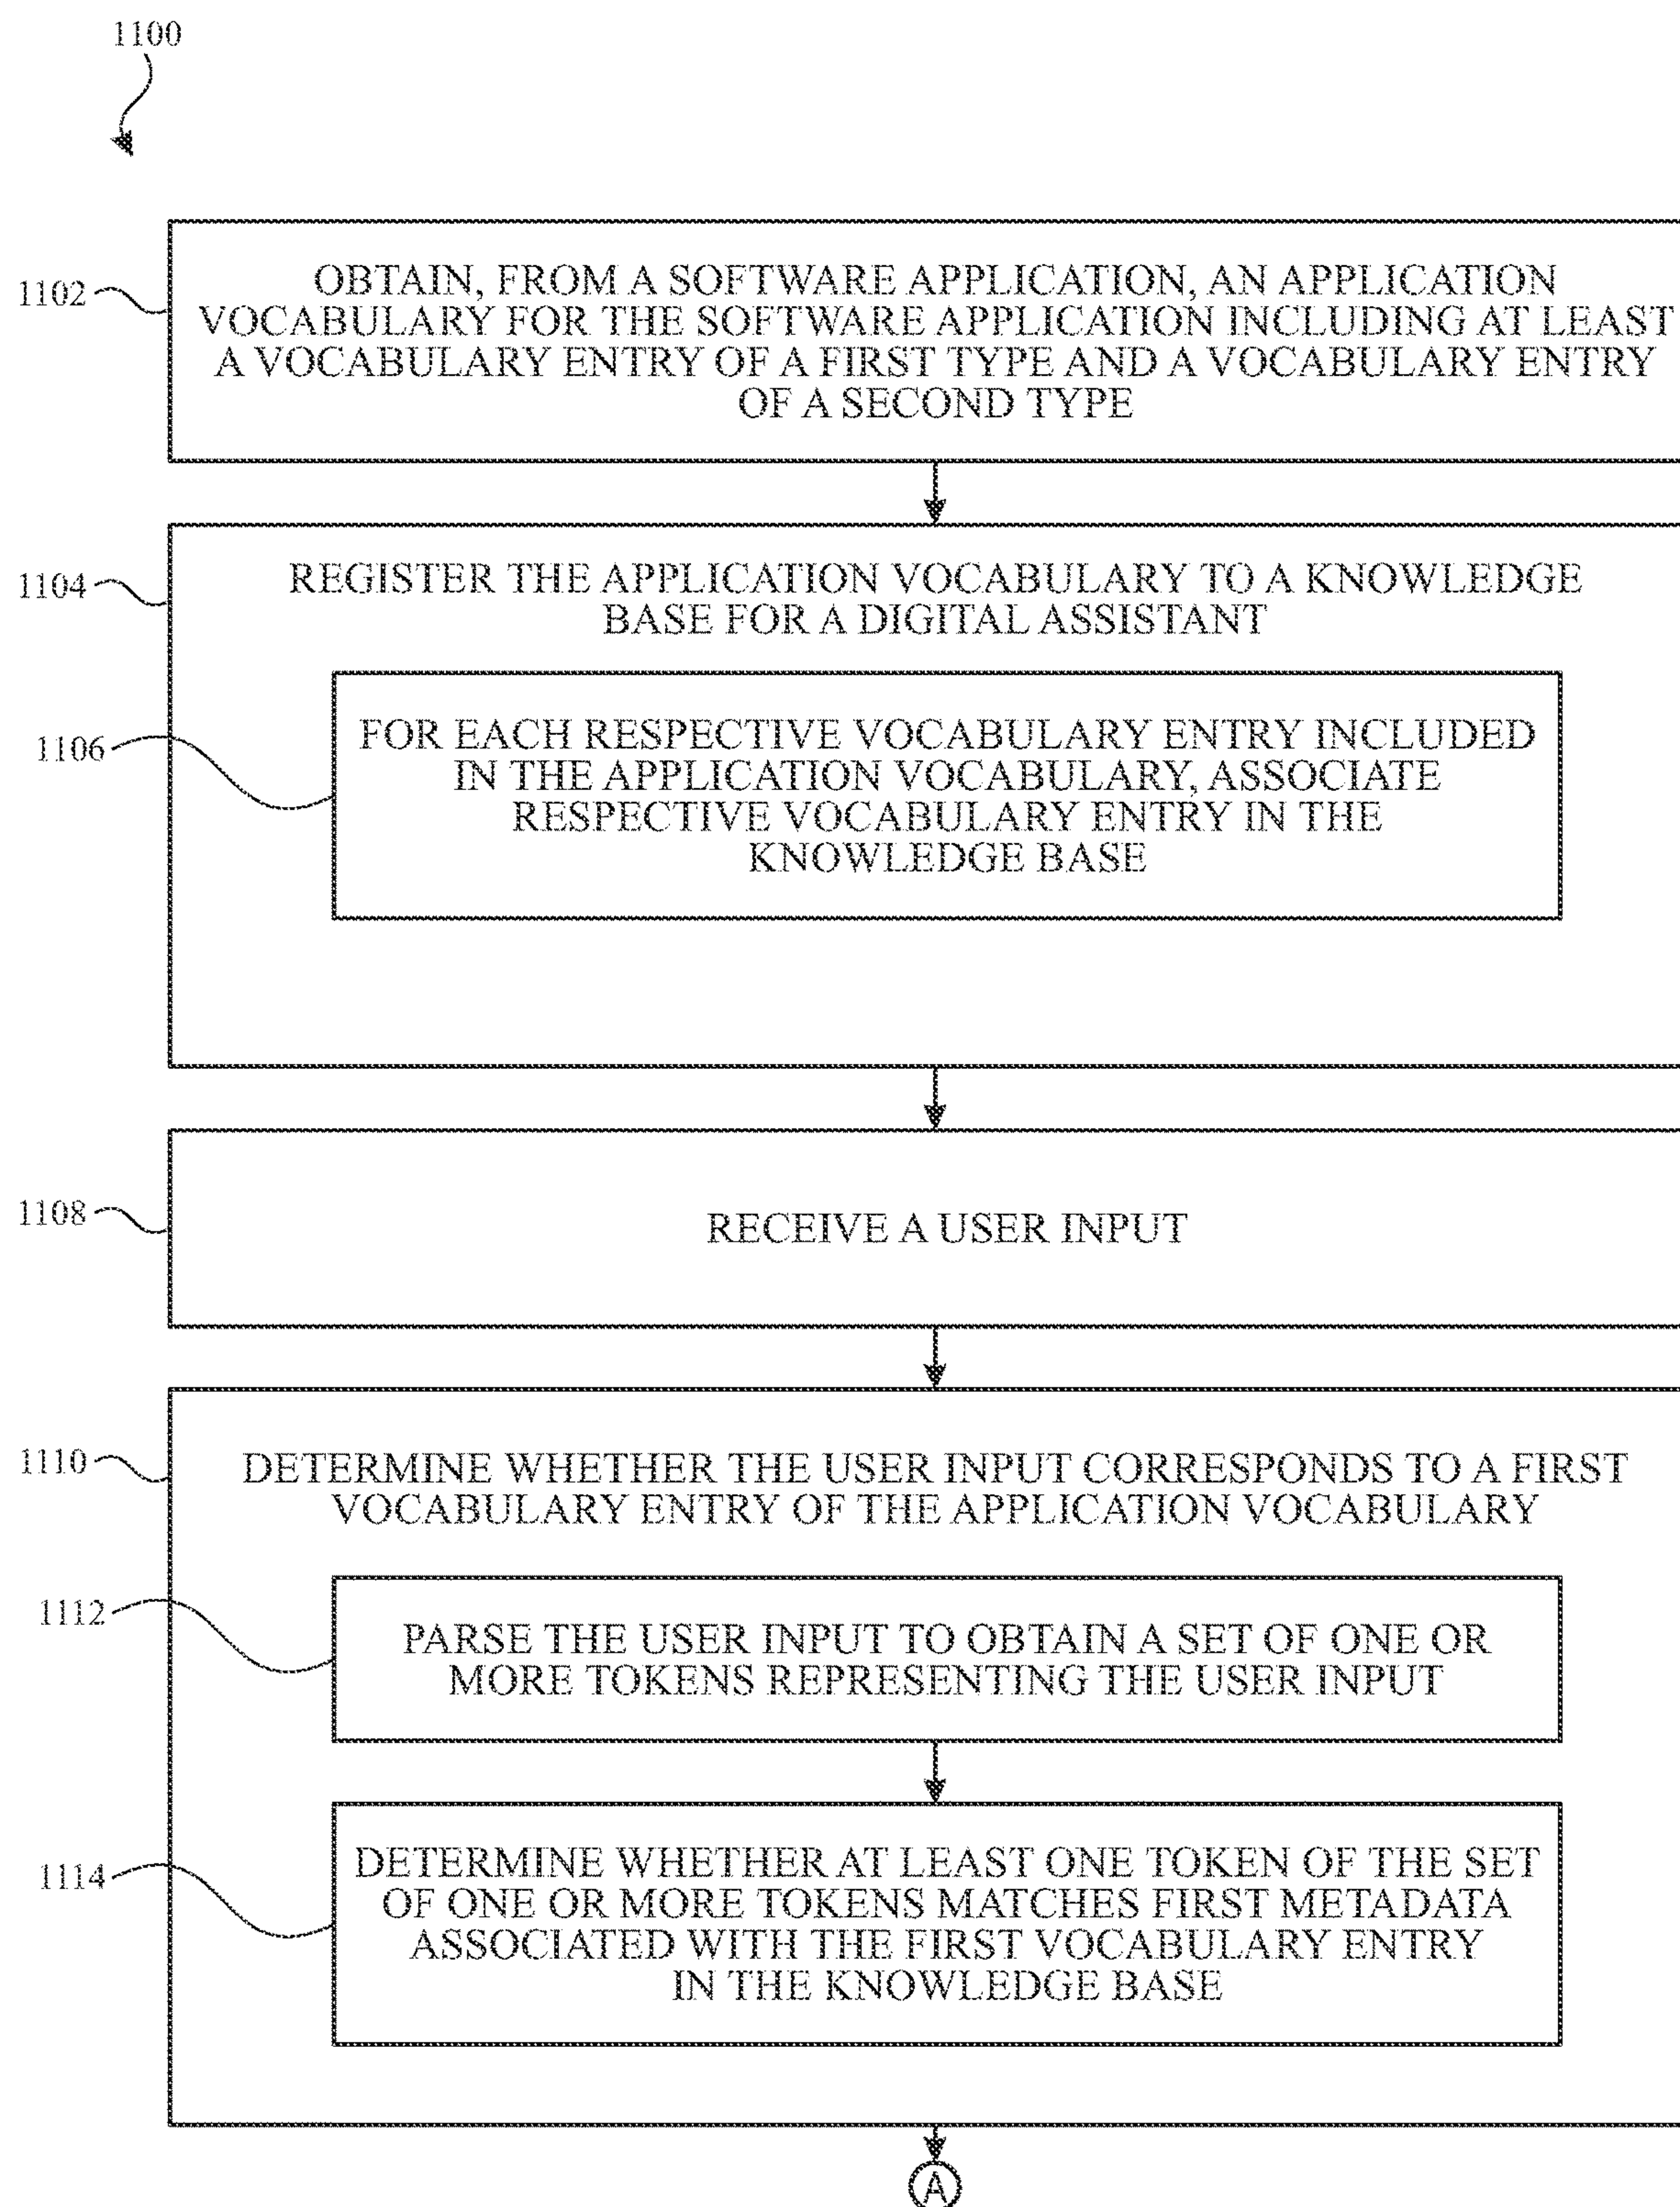 1100
1102
OBTAIN, FROM A SOFTWARE APPLICATION, AN APPLICATION
VOCABULARY FOR THE SOFTWARE APPLICATION INCLUDING AT LEAST
A VOCABULARY ENTRY OF A FIRST TYPE AND A VOCABULARY ENTRY
OF A SECOND TYPE
1104
REGISTER THE APPLICATION VOCABULARY TO A KNOWLEDGE
BASE FOR A DIGITAL ASSISTANT
1106
FOR EACH RESPECTIVE VOCABULARY ENTRY INCLUDED
IN THE APPLICATION VOCABULARY, ASSOCIATE
RESPECTIVE VOCABULARY ENTRY IN THE
KNOWLEDGE BASE
1108
RECEIVE A USER INPUT
1110
DETERMINE WHETHER THE USER INPUT CORRESPONDS TO A FIRST
VOCABULARY ENTRY OF THE APPLICATION VOCABULARY
1112
PARSE THE USER INPUT TO OBTAIN A SET OF ONE OR
MORE TOKENS REPRESENTING THE USER INPUT
1114
DETERMINE WHETHER AT LEAST ONE TOKEN OF THE SET
OF ONE OR MORE TOKENS MATCHES FIRST METADATA
ASSOCIATED WITH THE FIRST VOCABULARY ENTRY
IN THE KNOWLEDGE BASE
A